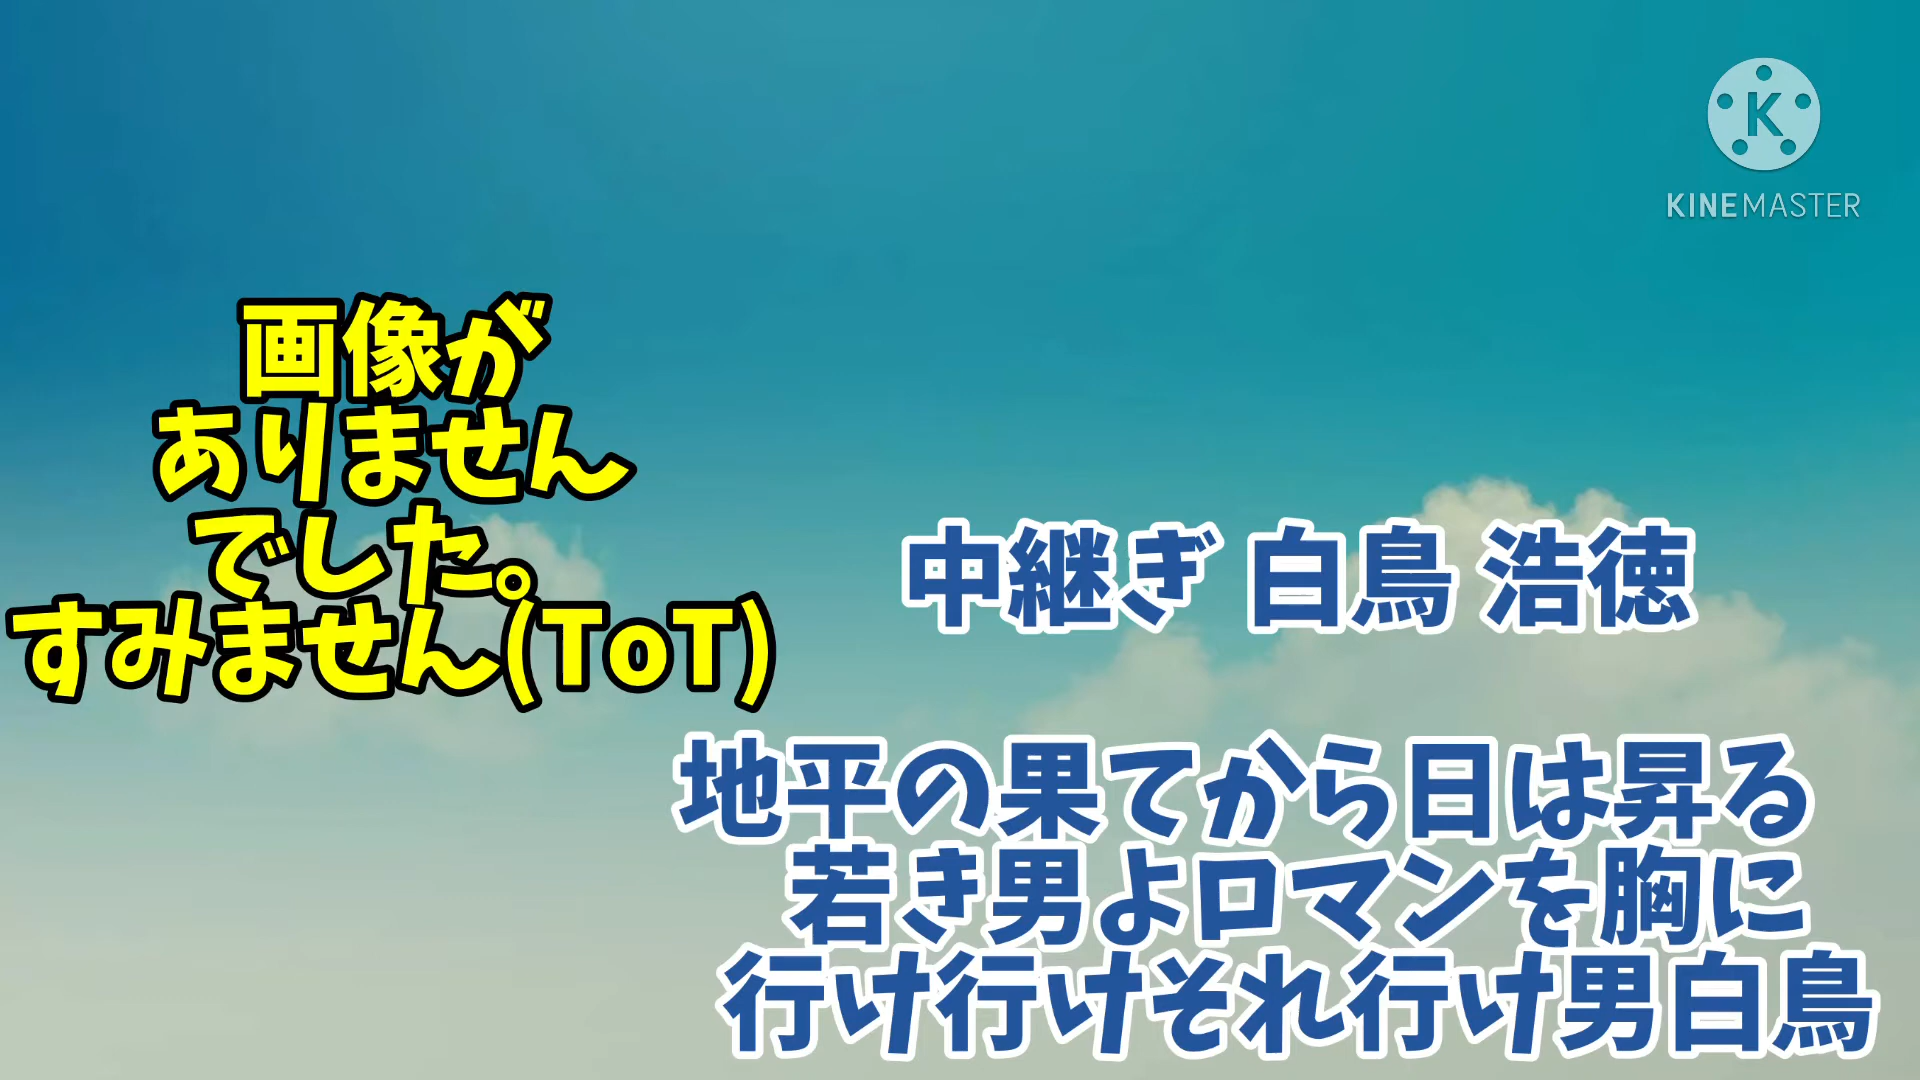 KINEMASTER
画像が
ありません
でした。
すみません(ToT)
中継ぎ 白鳥 浩徳
地平の果てから日は昇る
若き男よロマンを胸に
行け行けそれ行け男白鳥